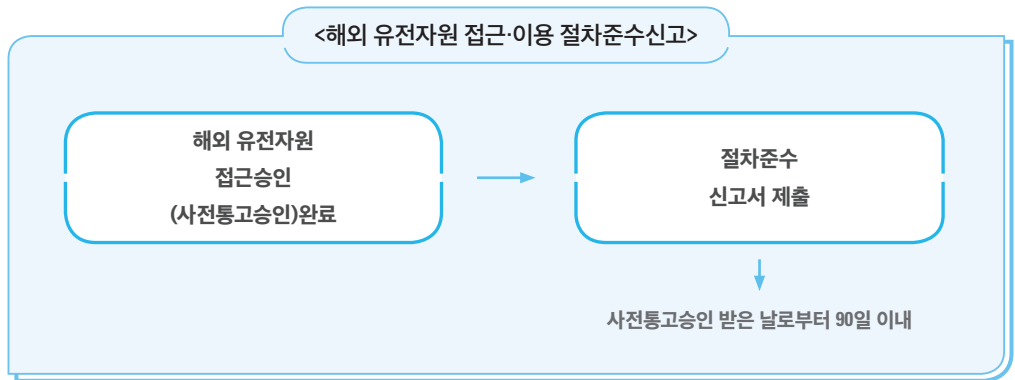 <해외 유전자원 접근·이용 절차준수신고>
해외 유전자원
접근승인
(사전통고승인)완료
절차준수
신고서 제출
사전통고승인 받은 날로부터 90일 이내